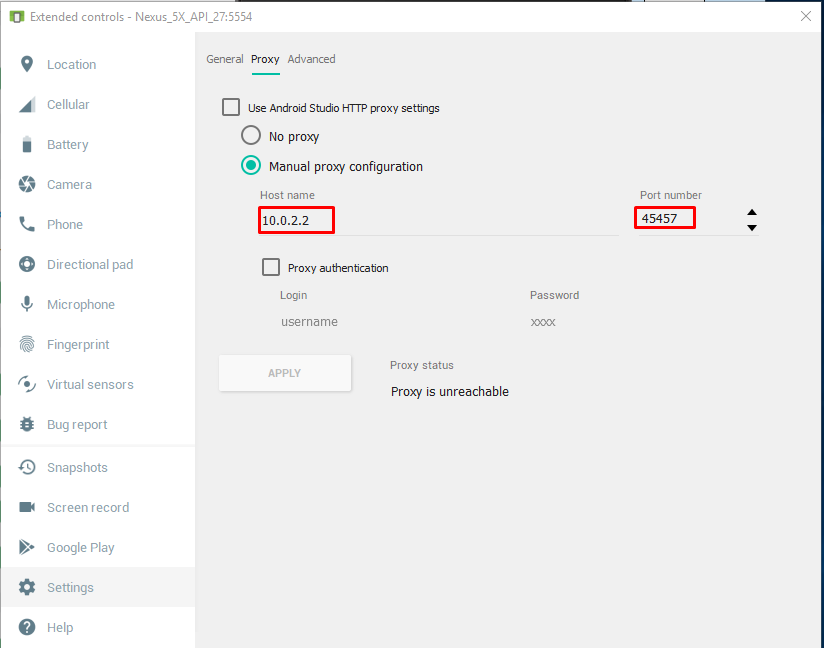 Extended controls - Nexus_5X_API_27:5554
Location
Cellular
Battery
Camera
Phone
Directional pad
Microphone
Fingerprint
Virtual sensors
Bug report
Snapshots
Screen record
Google Play
Settings
Help
General Proxy Advanced
Use Android Studio HTTP proxy settings
No proxy
Manual proxy configuration
Host name Port number
10.0.2.2 45457
Proxy authentication
Login Password
username xxxx
APPLY
Proxy status
Proxy is unreachable